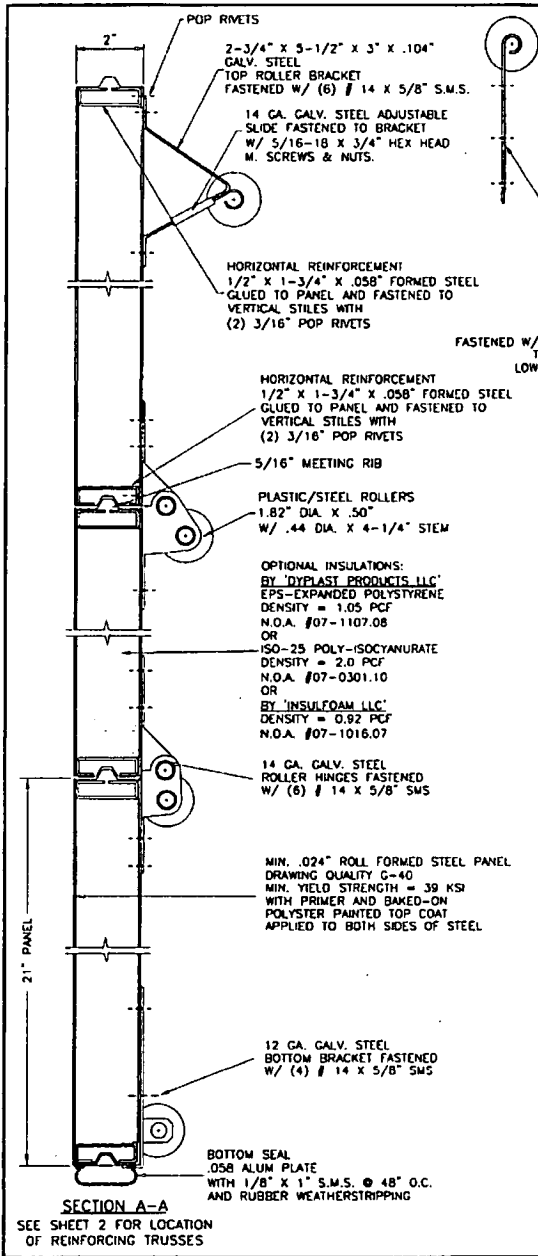 2"
POP RIVETS
2-3/4" X 5-1/2" X 3" X .104"
GALV. STEEL
TOP ROLLER BRACKET
FASTENED W/ (6) # 14 X 5/8" S.M.S.
14 GA. GALV. STEEL ADJUSTABLE
SLIDE FASTENED TO BRACKET
W/ 5/16-18 X 3/4" HEX HEAD
M. SCREWS & NUTS.
HORIZONTAL REINFORCEMENT
1/2" X 1-3/4" X .058" FORMED STEEL
GLUED TO PANEL AND FASTENED TO
VERTICAL STILES WITH
(2) 3/16" POP RIVETS
FASTENED W/
T
LOW
HORIZONTAL REINFORCEMENT
1/2" X 1-3/4" X .058" FORMED STEEL
GLUED TO PANEL AND FASTENED TO
VERTICAL STILES WITH
(2) 3/16" POP RIVETS
5/16" MEETING RIB
PLASTIC/STEEL ROLLERS
1.82" DIA. X .50"
W/ .44 DIA. X 4-1/4" STEM
OPTIONAL INSULATIONS:
BY 'DYPLAST PRODUCTS LLC'
EPS-EXPANDED POLYSTYRENE
DENSITY = 1.05 PCF
N.O.A. #07-1107.08
OR
ISO-25 POLY-ISOCYANURATE
DENSITY = 2.0 PCF
N.O.A. #07-0301.10
OR
BY 'INSULFOAM LLC'
DENSITY = 0.92 PCF
N.O.A. #07-1016.07
14 GA. GALV. STEEL
ROLLER HINGES FASTENED
W/ (6) # 14 X 5/8" SMS
MIN. .024" ROLL FORMED STEEL PANEL
DRAWING QUALITY G-40
MIN. YIELD STRENGTH = 39 KSI
WITH PRIMER AND BAKED-ON
POLYSTER PAINTED TOP COAT
APPLIED TO BOTH SIDES OF STEEL
21" PANEL
12 GA. GALV. STEEL
BOTTOM BRACKET FASTENED
W/ (4) # 14 X 5/8" SMS
BOTTOM SEAL
.058 ALUM PLATE
WITH 1/8" X 1" S.M.S. @ 48" O.C.
AND RUBBER WEATHERSTRIPPING
SECTION A-A
SEE SHEET 2 FOR LOCATION
OF REINFORCING TRUSSES